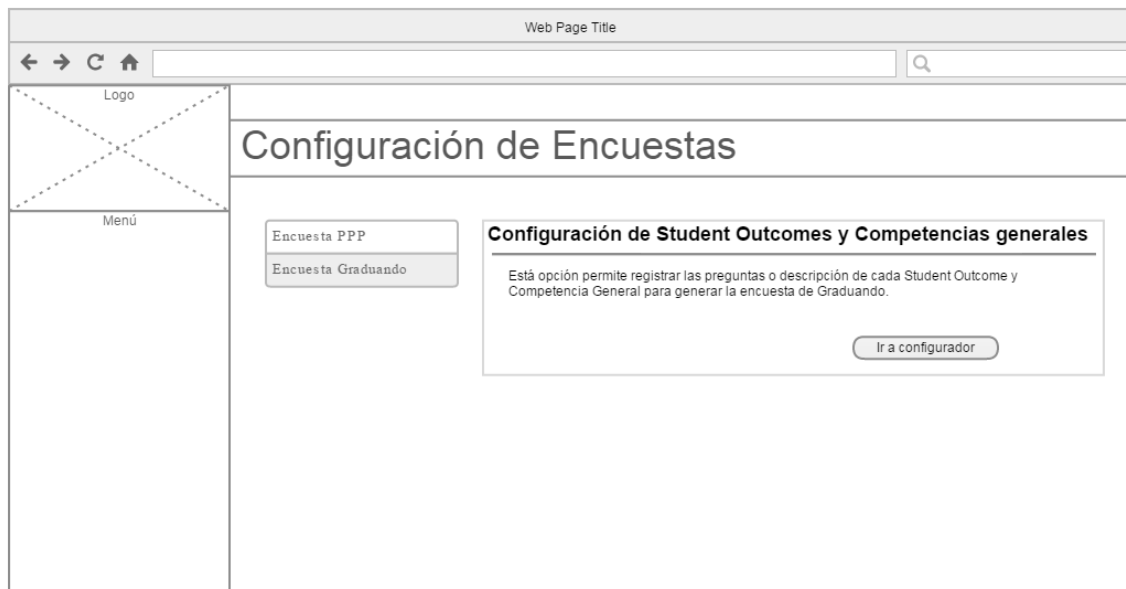 Web Page Title
Logo
Configuración de Encuestas
Menú
Encuesta PPP
Encuesta Graduando
Configuración de Student Outcomes y Competencias generales
Está opción permite registrar las preguntas o descripción de cada Student Outcome y
Competencia General para generar la encuesta de Graduando.
Ir a configurador